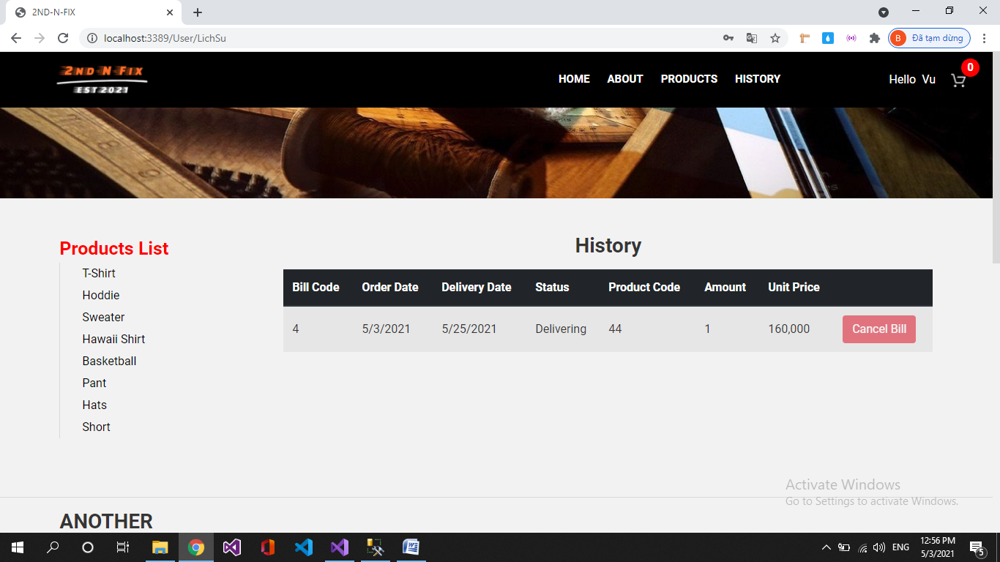 2ND-N-FIX
localhost:3389/User/LichSu
B Đã tạm dừng
2ND N FIX
EST 2021
HOME ABOUT PRODUCTS HISTORY
Hello Vu
0
Products List
T-Shirt
Hoddie
Sweater
Hawaii Shirt
Basketball
Pant
Hats
Short
History
Bill Code Order Date Delivery Date Status Product Code Amount Unit Price
4 5/3/2021 5/25/2021 Delivering 44 1 160,000 Cancel Bill
Activate Windows
Go to Settings to activate Windows.
ANOTHER
ENG
12:56 PM
5/3/2021
5